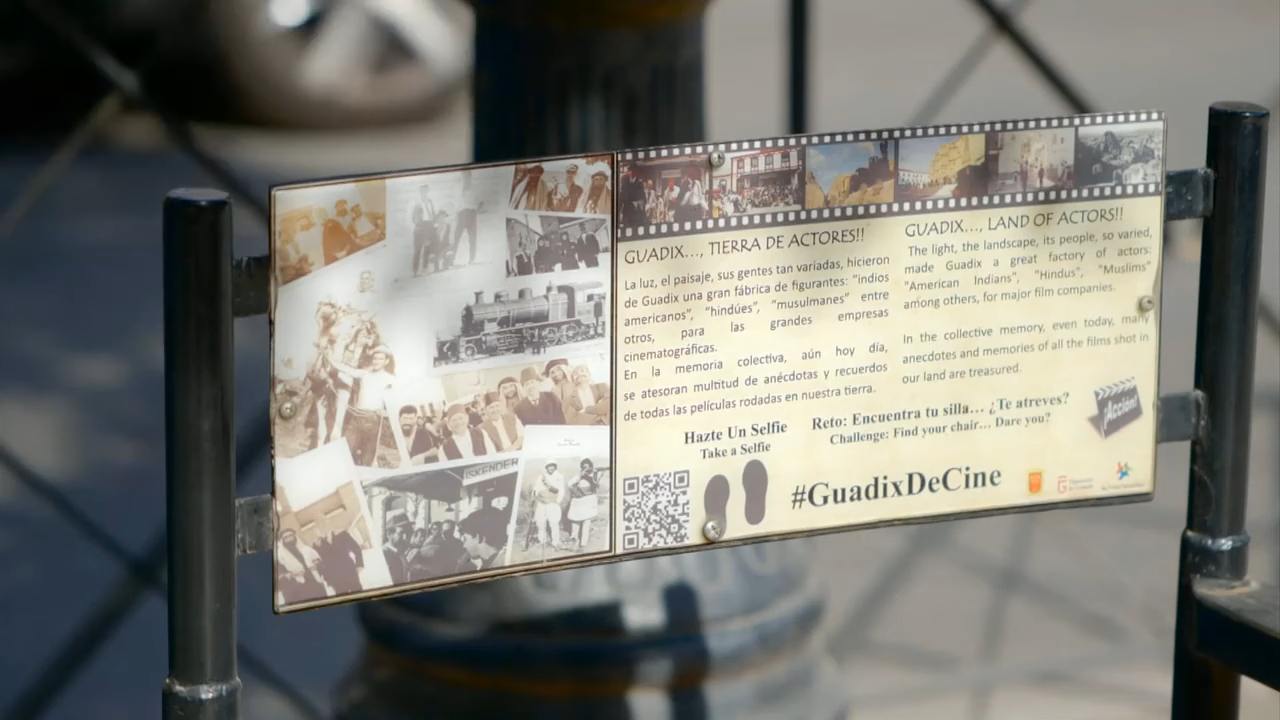 ISKENDER
GUADIX..., TIERRA DE ACTORES!!
La luz, el paisaje, sus gentes tan variadas, hicieron
de Guadix una gran fábrica de figurantes: "indios
americanos", "hindúes", "musulmanes" entre
otros, para las grandes empresas
cinematográficas.
En la memoria colectiva, aún hoy día,
se atesoran multitud de anécdotas y recuerdos
de todas las películas rodadas en nuestra tierra.
GUADIX..., LAND OF ACTORS!!
The light, the landscape, its people, so varied,
made Guadix a great factory of actors:
"American Indians", "Hindus", "Muslims"
among others, for major film companies.
In the collective memory, even today, many
anecdotes and memories of all the films shot in
our land are treasured.
Hazte Un Selfie
Take a Selfie
Reto: Encuentra tu silla... ¿Te atreves?
Challenge: Find your chair... Dare you?
¡Acción!
#GuadixDeCine